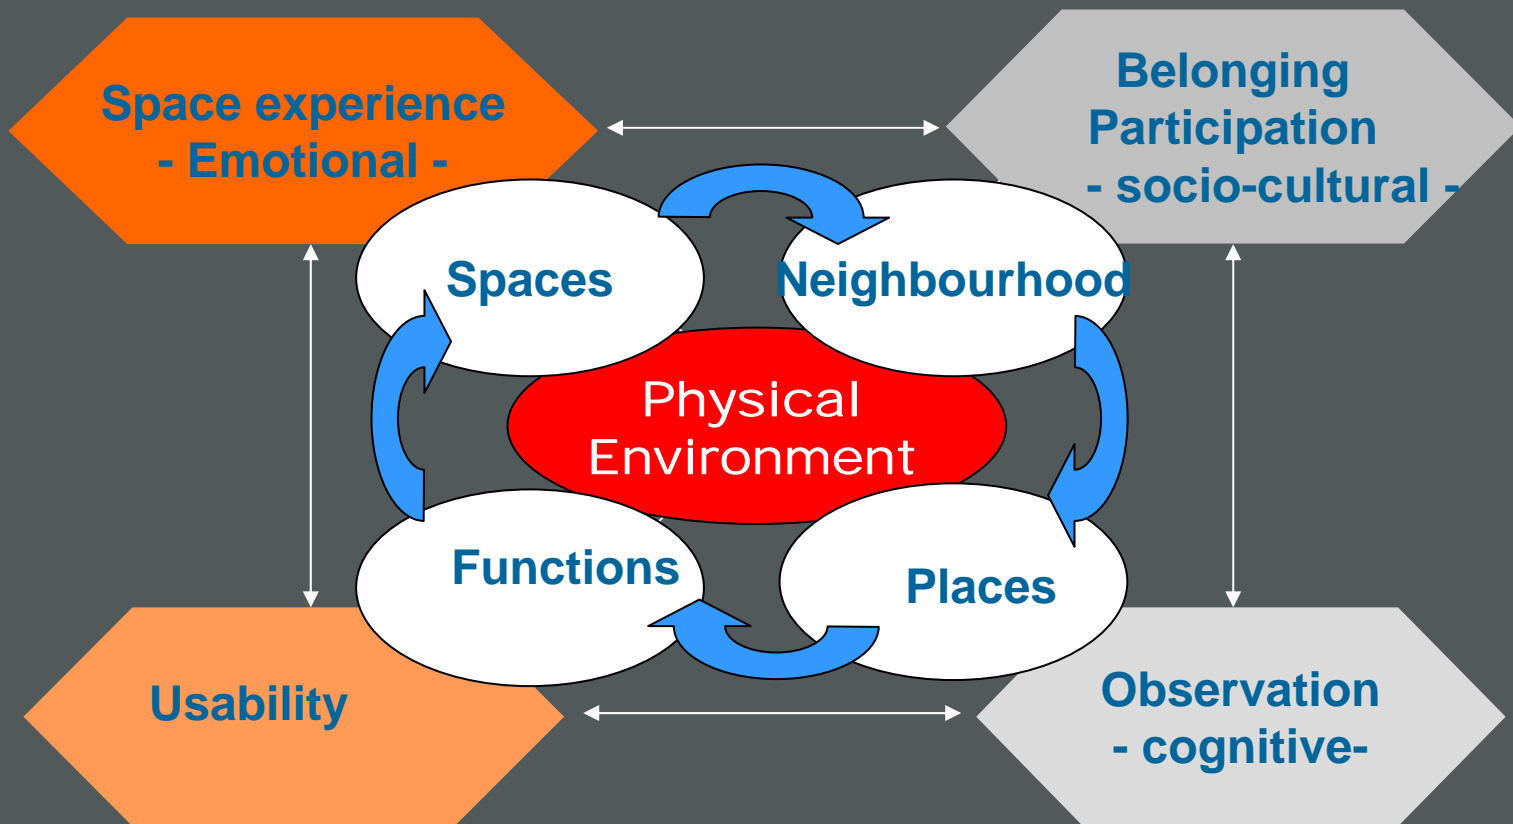 Space experience
- Emotional -
Belonging
Participation
- socio-cultural -
Spaces
Neighbourhood
Physical
Environment
Functions
Places
Usability
Observation
- cognitive-